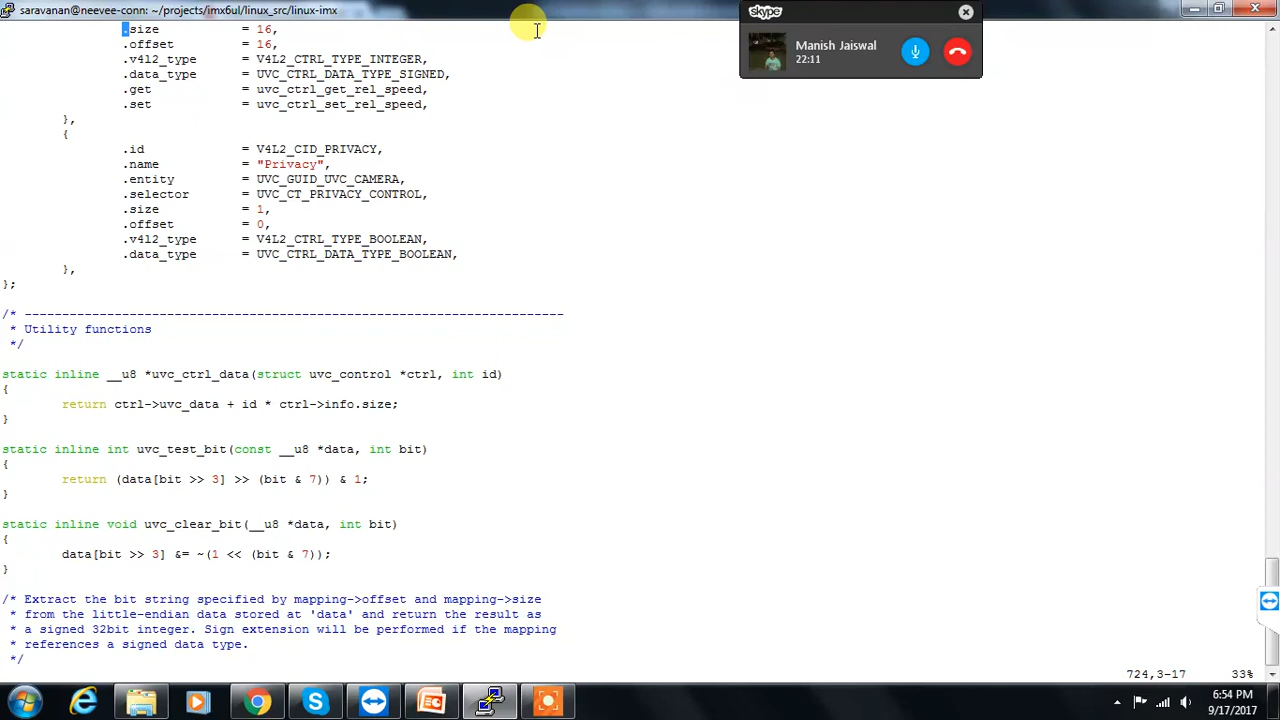 saravanan@neevee-conn: ~/projects/imx6ul/linux_src/linux-imx
skype
Manish Jaiswal
22:11
.size = 16,
.offset = 16,
.v4l2_type = V4L2_CTRL_TYPE_INTEGER,
.data_type = UVC_CTRL_DATA_TYPE_SIGNED,
.get = uvc_ctrl_get_rel_speed,
.set = uvc_ctrl_set_rel_speed,
},
{
.id = V4L2_CID_PRIVACY,
.name = "Privacy",
.entity = UVC_GUID_UVC_CAMERA,
.selector = UVC_CT_PRIVACY_CONTROL,
.size = 1,
.offset = 0,
.v4l2_type = V4L2_CTRL_TYPE_BOOLEAN,
.data_type = UVC_CTRL_DATA_TYPE_BOOLEAN,
},
};
/* ------------------------------------------------------------------------
* Utility functions
*/
static inline __u8 *uvc_ctrl_data(struct uvc_control *ctrl, int id)
{
return ctrl->uvc_data + id * ctrl->info.size;
}
static inline int uvc_test_bit(const __u8 *data, int bit)
{
return (data[bit >> 3] >> (bit & 7)) & 1;
}
static inline void uvc_clear_bit(__u8 *data, int bit)
{
data[bit >> 3] &= ~(1 << (bit & 7));
}
/* Extract the bit string specified by mapping->offset and mapping->size
* from the little-endian data stored at 'data' and return the result as
* a signed 32bit integer. Sign extension will be performed if the mapping
* references a signed data type.
*/
724,3-17 33%
6:54 PM
9/17/2017